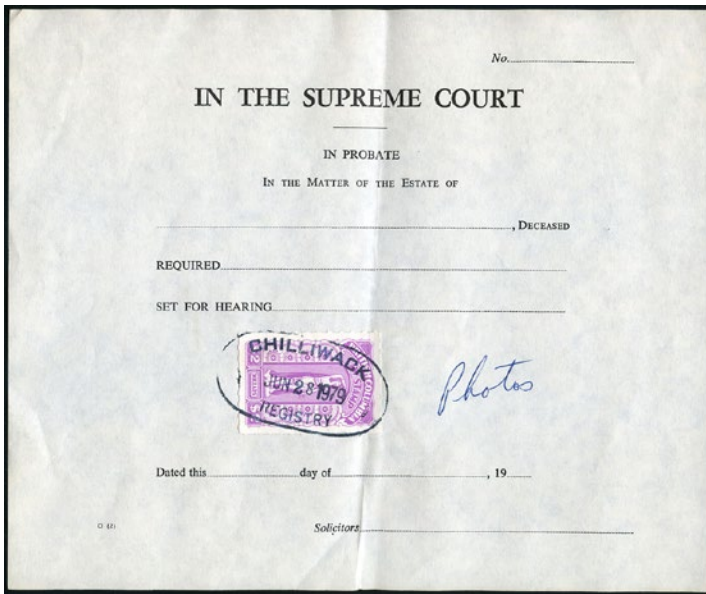 No.
IN THE SUPREME COURT
IN PROBATE
IN THE MATTER OF THE ESTATE OF
, DECEASED
REQUIRED
SET FOR HEARING
CHILLIWACK
JUN 28 1979
REGISTRY
Photos
Dated this day of , 19
Solicitors